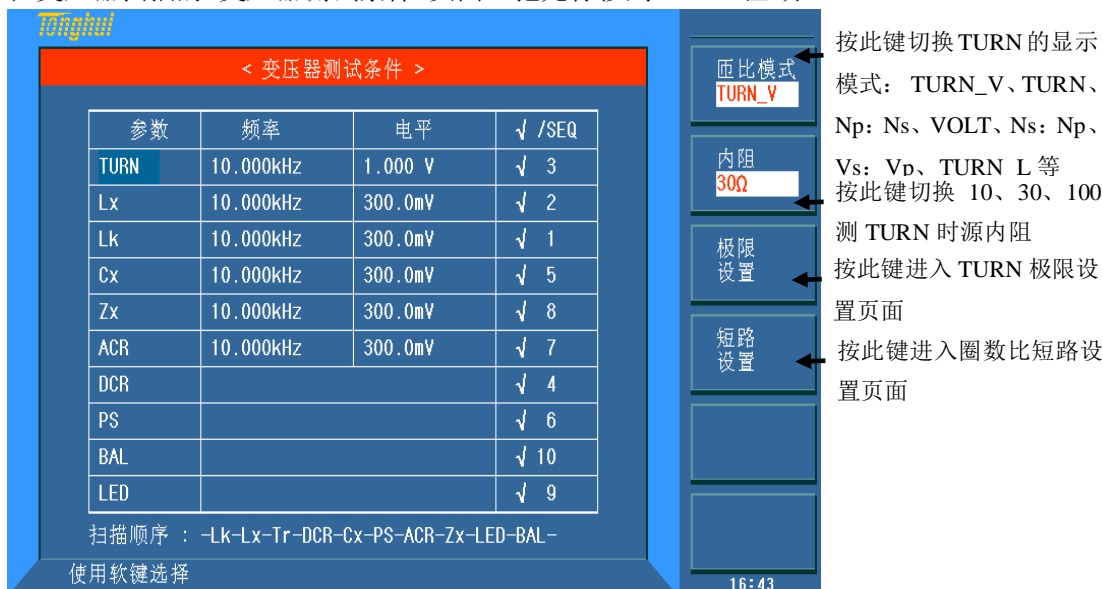 Tonghui
< 变压器测试条件 >
参数 频率 电平 √ /SEQ
TURN 10.000kHz 1.000 V √ 3
Lx 10.000kHz 300.0mV √ 2
Lk 10.000kHz 300.0mV √ 1
Cx 10.000kHz 300.0mV √ 5
Zx 10.000kHz 300.0mV √ 8
ACR 10.000kHz 300.0mV √ 7
DCR √ 4
PS √ 6
BAL √ 10
LED √ 9
扫描顺序 : -Lk-Lx-Tr-DCR-Cx-PS-ACR-Zx-LED-BAL-
使用软键选择
匝比模式
TURN_V
内阻
30Ω
极限
设置
短路
设置
16:43
按此键切换 TURN 的显示
模式： TURN_V、TURN、
Np：Ns、VOLT、Ns：Np、
Vs：Vp、TURN L 等
按此键切换 10、30、100
测 TURN 时源内阻
按此键进入 TURN 极限设
置页面
按此键进入圈数比短路设
置页面